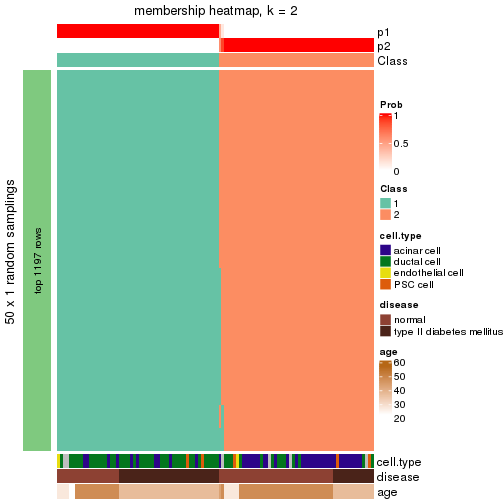 membership heatmap, k = 2
p1
p2
Class
50 x 1 random samplings
top 1197 rows
Prob
1
0.5
0
Class
1
2
cell.type
acinar cell
ductal cell
endothelial cell
PSC cell
disease
normal
type II diabetes mellitus
age
60
50
40
30
20
cell.type
disease
age